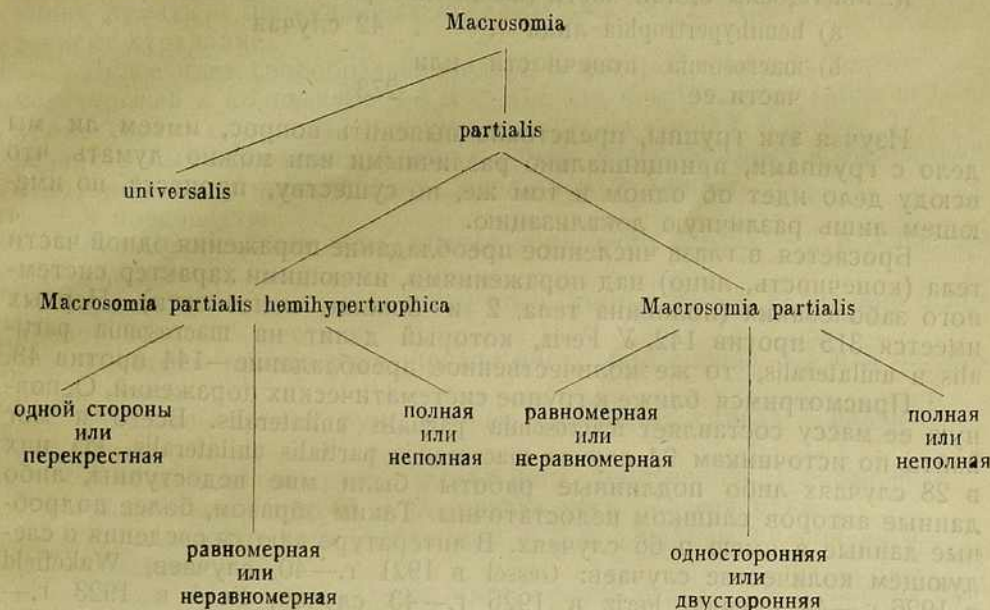 Macrosomia
partialis
universalis
Macrosomia partialis hemihypertrophica
Macrosomia partialis
одной стороны
или
перекрестная
полная
или
неполная
равномерная
или
неравномерная
полная
или
неполная
равномерная
или
неравномерная
односторонняя
или
двусторонняя